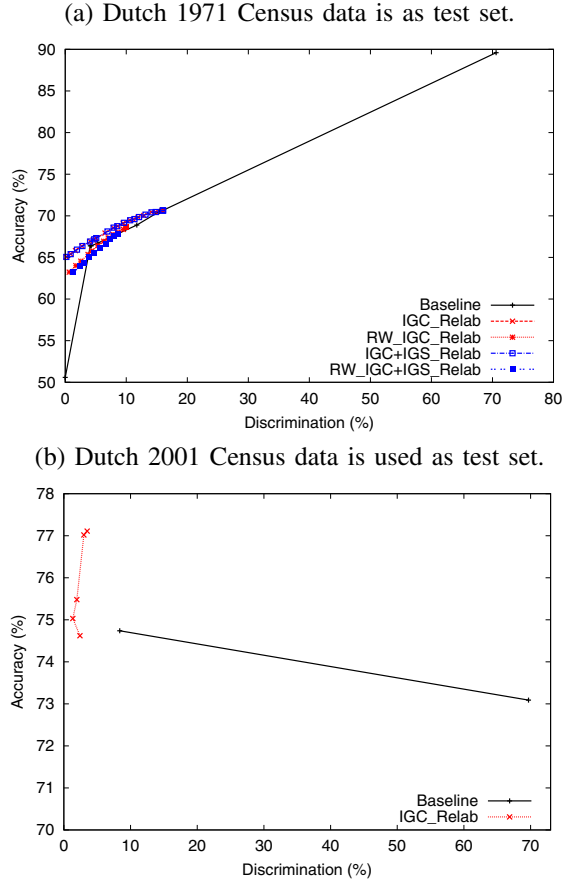 (a) Dutch 1971 Census data is as test set.
90
85
80
75
70
65
60
55
50
Accuracy (%)
Baseline
IGC_Relab
RW_IGC_Relab
IGC+IGS_Relab
RW_IGC+IGS_Relab
0 10 20 30 40 50 60 70 80
Discrimination (%)
(b) Dutch 2001 Census data is used as test set.
78
77
76
75
74
73
72
71
70
Accuracy (%)
Baseline
IGC_Relab
0 10 20 30 40 50 60 70
Discrimination (%)